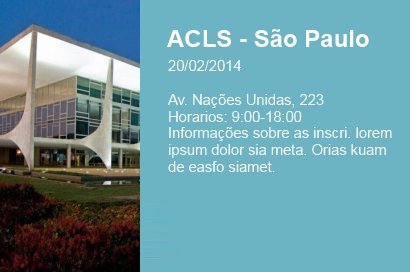 ACLS - São Paulo
20/02/2014
Av. Nações Unidas, 223
Horarios: 9:00-18:00
Informações sobre as inscri. lorem
ipsum dolor sia meta. Orias kuam
de easfo siamet.